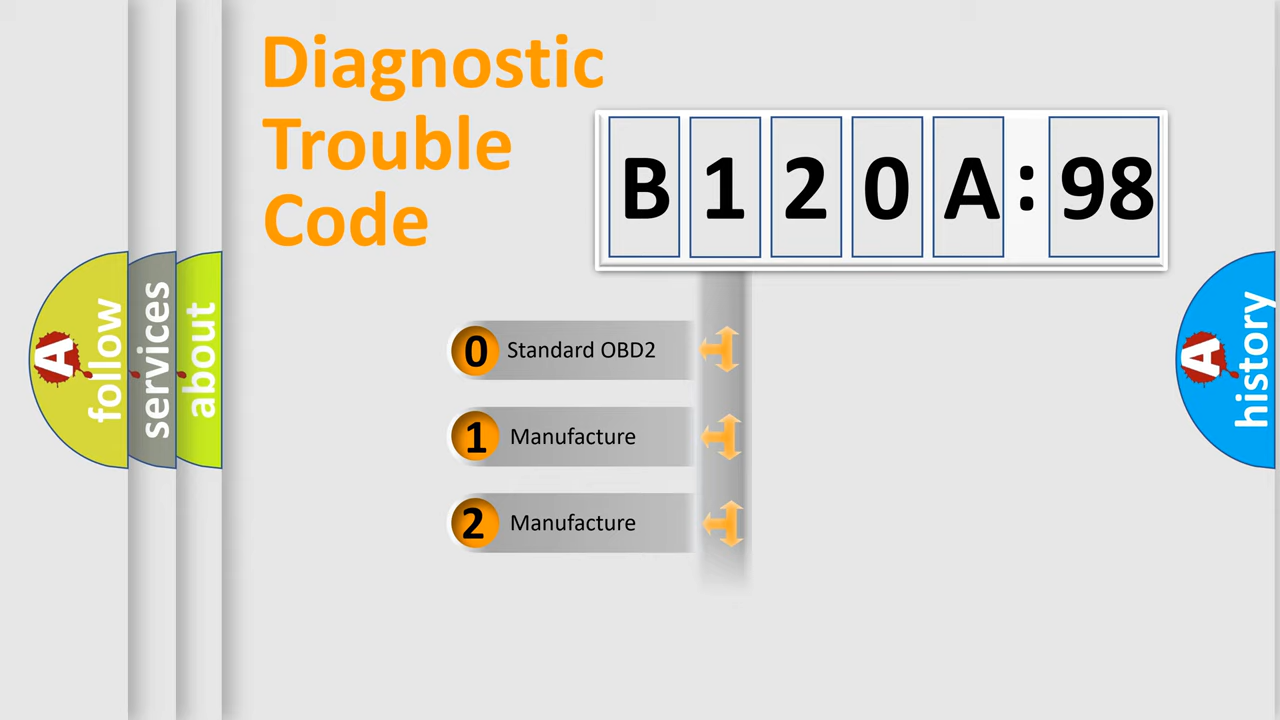 Diagnostic
Trouble
Code
B 1 2 0 A : 98
0 Standard OBD2
1 Manufacture
2 Manufacture
A follow
services
about
A history